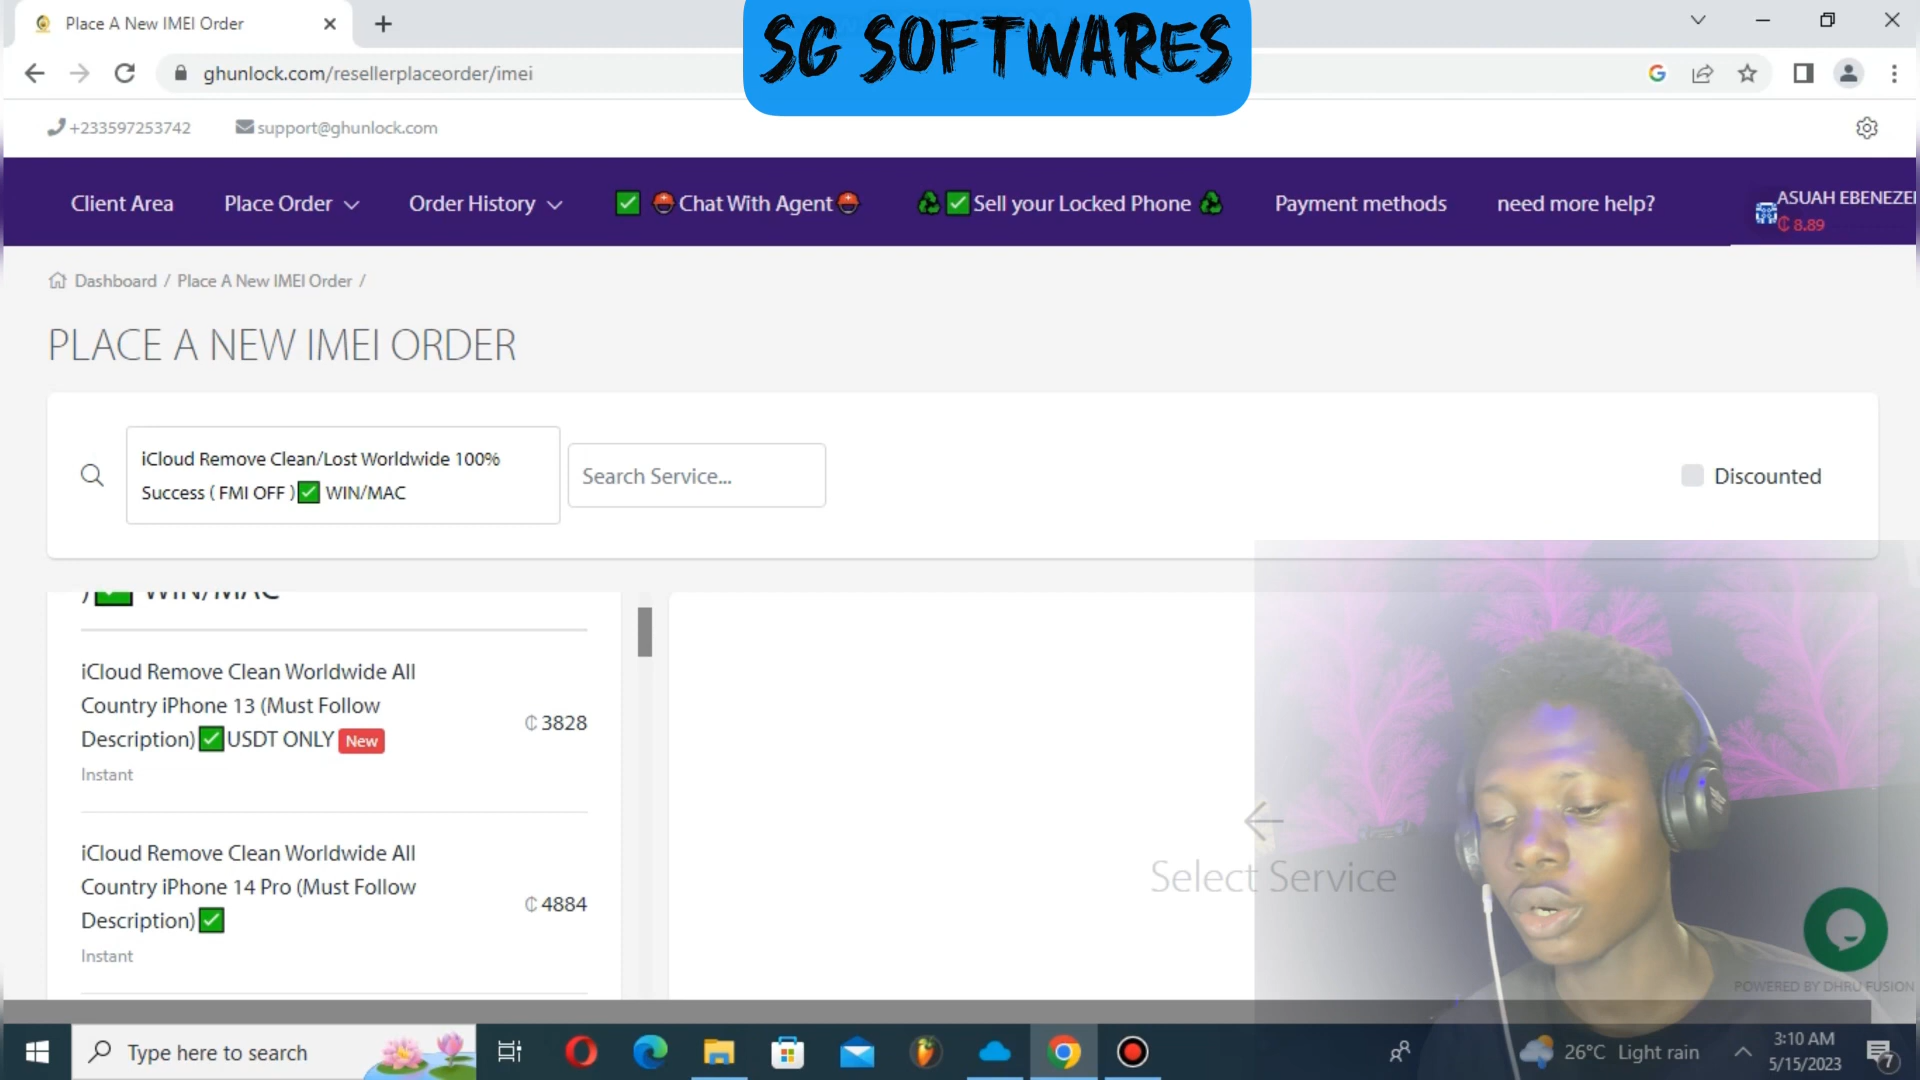 Place A New IMEI Order
SG SOFTWARES
ghunlock.com/resellerplaceorder/imei
+233597253742
support@ghunlock.com
Client Area
Place Order
Order History
Chat With Agent
Sell your Locked Phone
Payment methods
need more help?
ASUAH EBENEZE
₵ 8.89
Dashboard / Place A New IMEI Order /
PLACE A NEW IMEI ORDER
iCloud Remove Clean/Lost Worldwide 100%
Success ( FMI OFF )✅ WIN/MAC
Search Service...
Discounted
)✅ WIN/MAC
iCloud Remove Clean Worldwide All
Country iPhone 13 (Must Follow
Description)✅USDT ONLY New
₵ 3828
Instant
iCloud Remove Clean Worldwide All
Country iPhone 14 Pro (Must Follow
Description)✅
₵ 4884
Instant
Select Service
POWERED BY DHRU FUSION
Type here to search
26°C Light rain
3:10 AM
5/15/2023
7